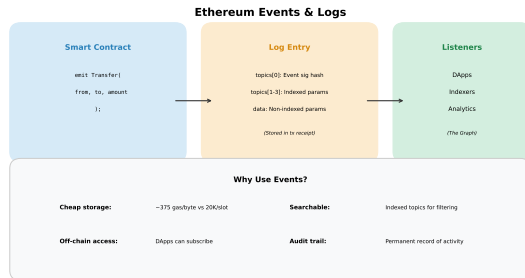 Ethereum Events & Logs
Smart Contract
emit Transfer(
from, to, amount
);
Log Entry
topics[0]: Event sig hash
topics[1-3]: Indexed params
data: Non-indexed params
(Stored in tx receipt)
Listeners
DApps
Indexers
Analytics
(The Graph)
Why Use Events?
Cheap storage: ~375 gas/byte vs 20K/slot
Searchable: Indexed topics for filtering
Off-chain access: DApps can subscribe
Audit trail: Permanent record of activity